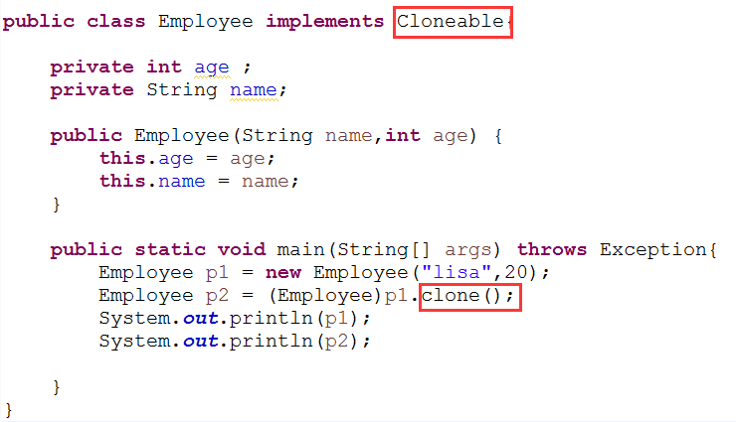 public class Employee implements Cloneable{
private int age ;
private String name;
public Employee(String name,int age) {
this.age = age;
this.name = name;
}
public static void main(String[] args) throws Exception{
Employee p1 = new Employee("lisa",20);
Employee p2 = (Employee)p1.clone();
System.out.println(p1);
System.out.println(p2);
}
}